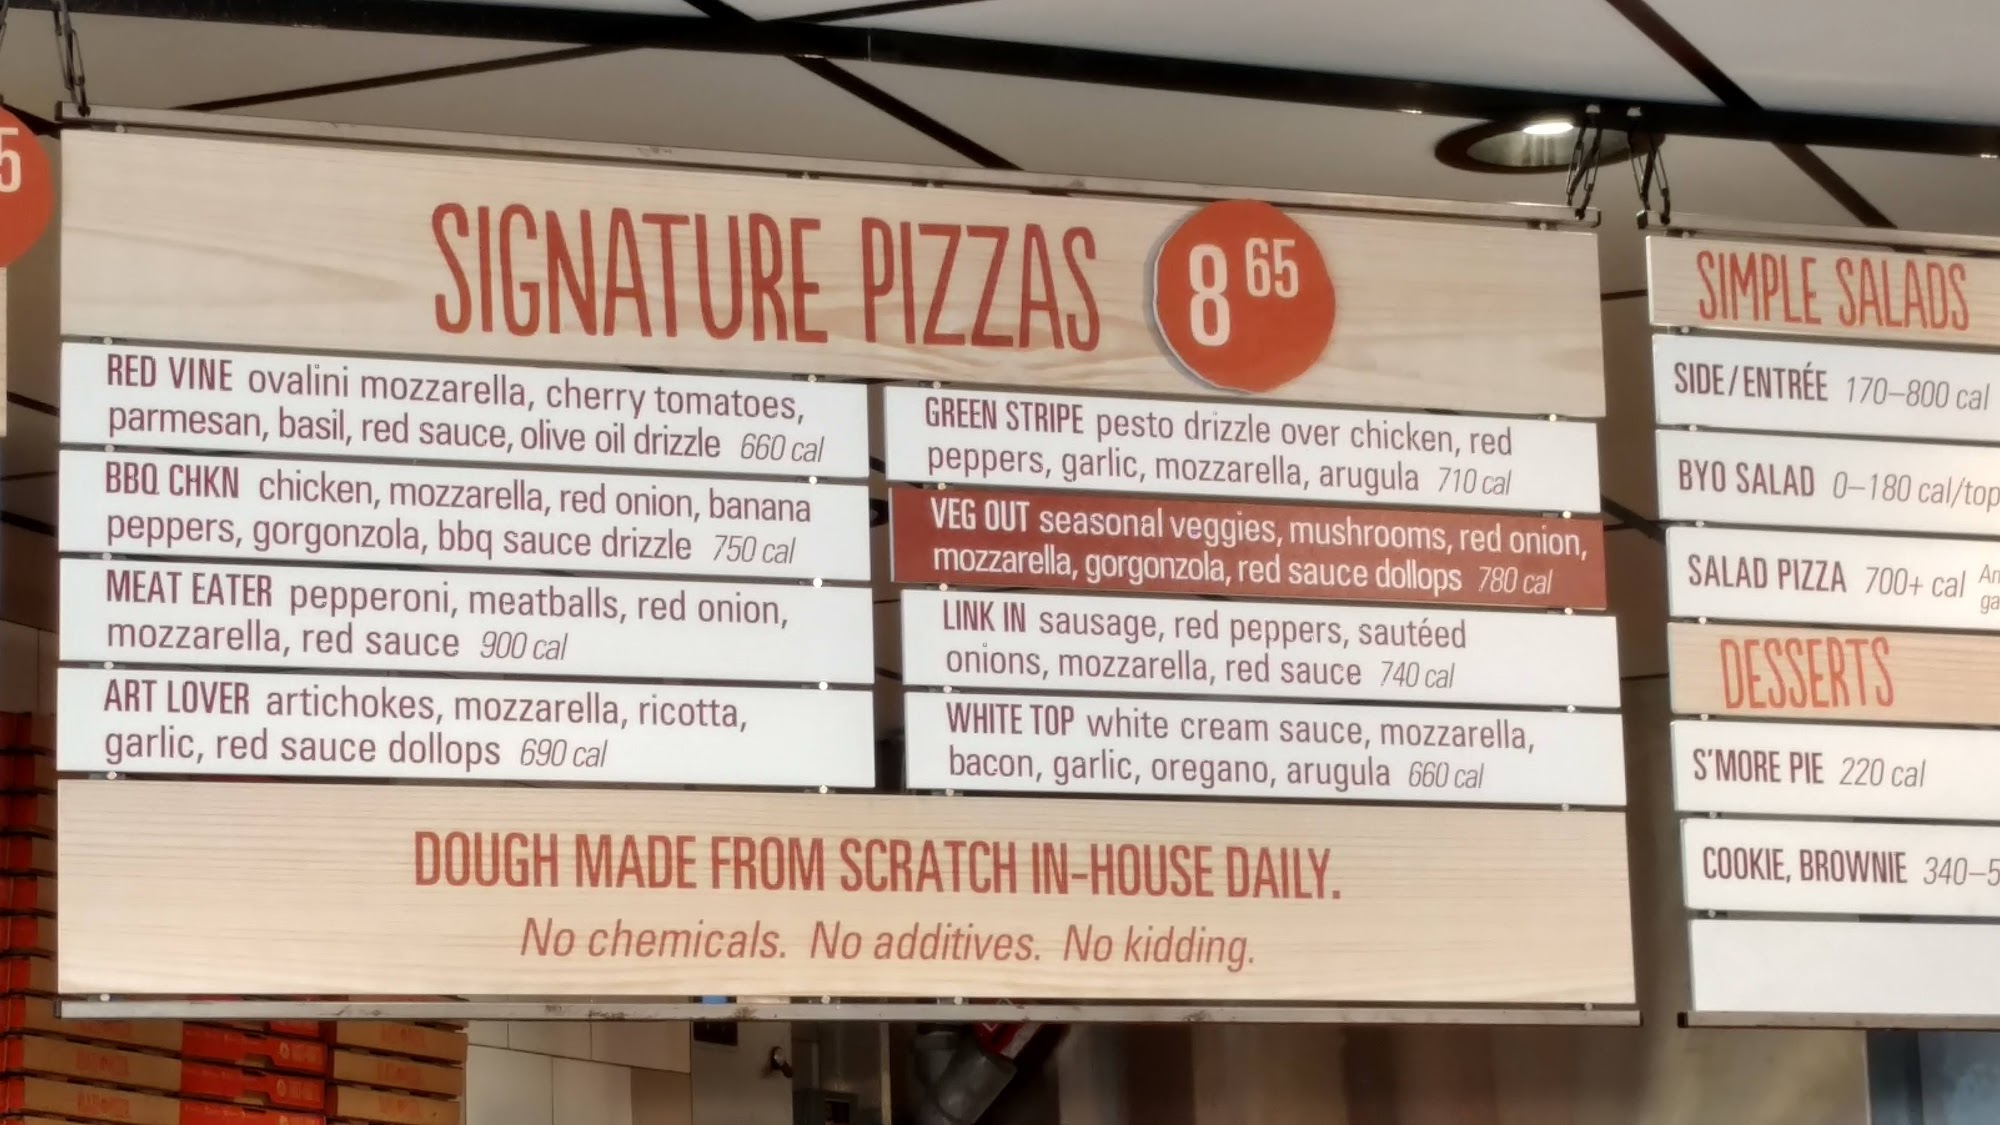 5
SIGNATURE PIZZAS 8 65
RED VINE ovalini mozzarella, cherry tomatoes,
parmesan, basil, red sauce, olive oil drizzle 660 cal
BBQ CHKN chicken, mozzarella, red onion, banana
peppers, gorgonzola, bbq sauce drizzle 750 cal
MEAT EATER pepperoni, meatballs, red onion,
mozzarella, red sauce 900 cal
ART LOVER artichokes, mozzarella, ricotta,
garlic, red sauce dollops 690 cal
GREEN STRIPE pesto drizzle over chicken, red
peppers, garlic, mozzarella, arugula 710 cal
VEG OUT seasonal veggies, mushrooms, red onion,
mozzarella, gorgonzola, red sauce dollops 780 cal
LINK IN sausage, red peppers, sautéed
onions, mozzarella, red sauce 740 cal
WHITE TOP white cream sauce, mozzarella,
bacon, garlic, oregano, arugula 660 cal
DOUGH MADE FROM SCRATCH IN-HOUSE DAILY.
No chemicals. No additives. No kidding.
SIMPLE SALADS
SIDE/ENTRÉE 170–800 cal
BYO SALAD 0–180 cal/top
SALAD PIZZA 700+ cal
DESSERTS
S'MORE PIE 220 cal
COOKIE, BROWNIE 340–5